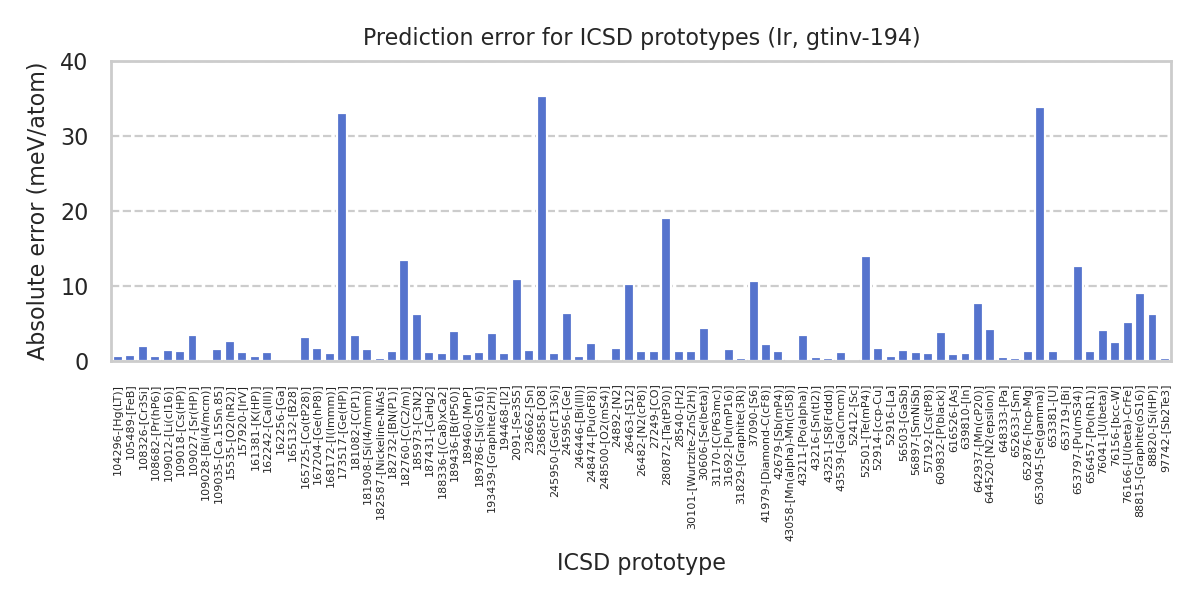 Prediction error for ICSD prototypes (Ir, gtinv-194)
Absolute error (meV/atom)
40
30
20
10
0
104296-[Hg(LT)]
105489-[FeB]
108326-[Cr3Si]
108682-[Pr(hP6)]
109012-[Li(cI16)]
109018-[Cs(HP)]
109027-[Sr(HP)]
109028-[Bi(I4/mcm)]
109035-[Ca.15Sn.85]
15535-[O2(hR2)]
157920-[IrV]
161381-[K(HP)]
162242-[Ca(III)]
162256-[Ga]
165132-[B28]
165725-[Co(tP28)]
167204-[Ge(hP8)]
168172-[I(Immm)]
173517-[Ge(HP)]
181082-[C(P1)]
181908-[Si(I4/mmm)]
182587-[Nickeline-NiAs]
182732-[BN(P1)]
182760-[C(C2/m)]
185973-[C3N2]
187431-[CaHg2]
188336-[(Ca8)xCa2]
189436-[B(tP50)]
189460-[MnP]
189786-[Si(oS16)]
193439-[Graphite(2H)]
194468-[I2]
2091-[Se3S5]
236662-[Sn]
236858-[O8]
245950-[Ge(cF136)]
245956-[Ge]
246446-[Bi(III)]
248474-[Pu(oF8)]
248500-[O2(mS4)]
24892-[N2]
26463-[S12]
26482-[N2(cP8)]
27249-[CO]
280872-[Ta(tP30)]
28540-[H2]
30101-[Wurtzite-ZnS(2H)]
30606-[Se(beta)]
31170-[C(P63mc)]
31692-[Pu(mP16)]
31829-[Graphite(3R)]
37090-[S6]
41979-[Diamond-C(cF8)]
42679-[Sb(mP4)]
43058-[Mn(alpha)-Mn(cI58)]
43211-[Po(alpha)]
43216-[Sn(tI2)]
43251-[S8(Fddd)]
43539-[Ga(Cmcm)]
52412-[Sc]
52501-[Te(mP4)]
52914-[ccp-Cu]
52916-[La]
56503-[GaSb]
56897-[SmNiSb]
57192-[Cs(tP8)]
609832-[P(black)]
616526-[As]
639810-[In]
642937-[Mn(cP20)]
644520-[N2(epsilon)]
648333-[Pa]
652633-[Sm]
652876-[hcp-Mg]
653045-[Se(gamma)]
653381-[U]
653719-[Np]
653797-[Pu(mS34)]
656457-[Po(hR1)]
76041-[U(beta)]
76156-[bcc-W]
76166-[U(beta)-CrFe]
88815-[Graphite(oS16)]
88820-[Si(HP)]
97742-[Sb2Te3]
ICSD prototype